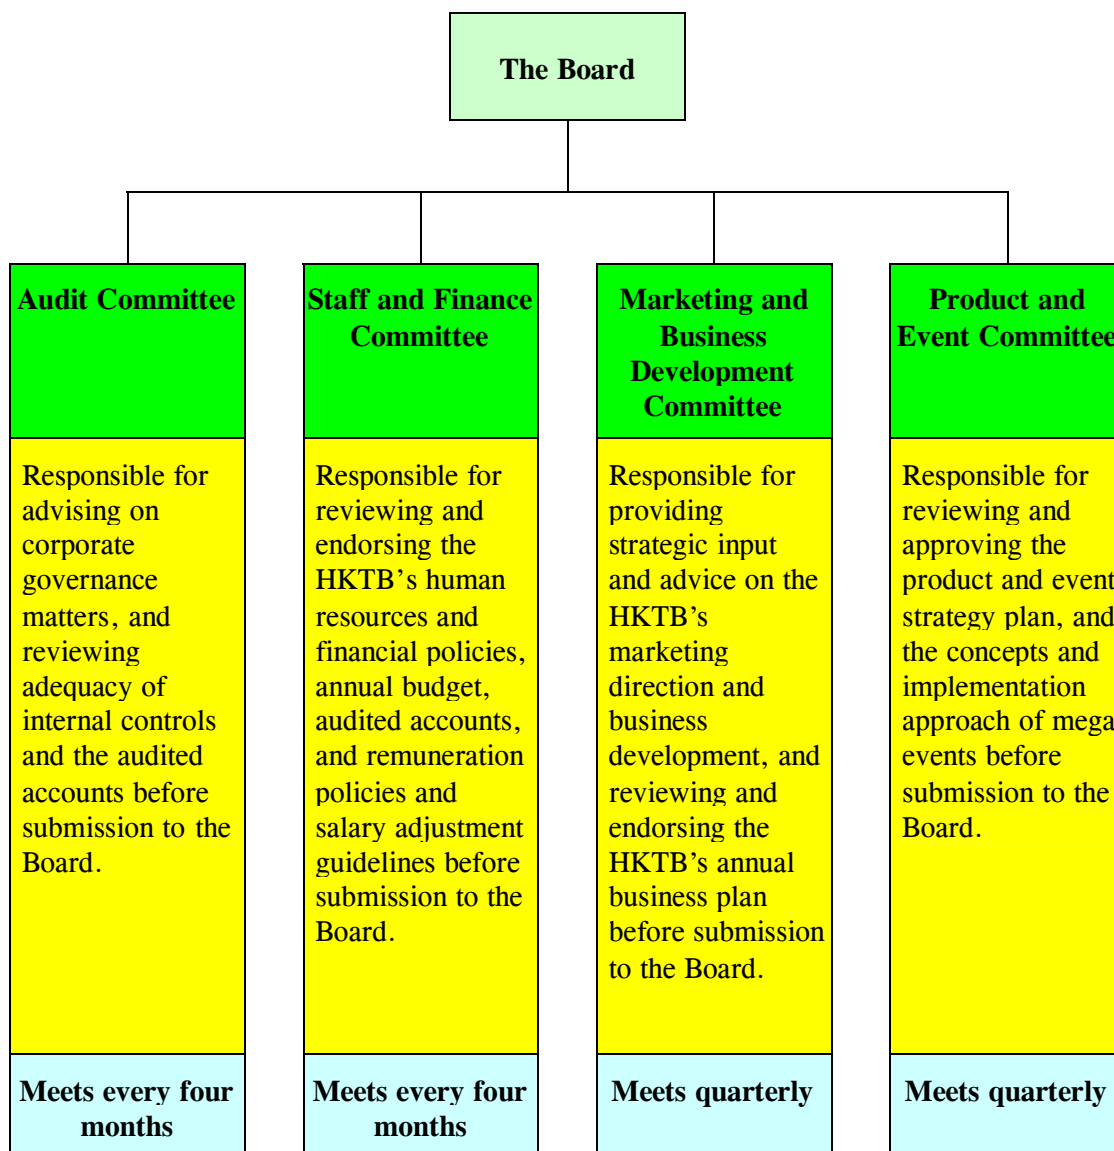 The Board
Audit Committee
Responsible for
advising on
corporate
governance
matters, and
reviewing
adequacy of
internal controls
and the audited
accounts before
submission to the
Board.
Meets every four
months
Staff and Finance
Committee
Responsible for
reviewing and
endorsing the
HKTB’s human
resources and
financial policies,
annual budget,
audited accounts,
and remuneration
policies and
salary adjustment
guidelines before
submission to the
Board.
Meets every four
months
Marketing and
Business
Development
Committee
Responsible for
providing
strategic input
and advice on the
HKTB’s
marketing
direction and
business
development, and
reviewing and
endorsing the
HKTB’s annual
business plan
before submission
to the Board.
Meets quarterly
Product and
Event Committee
Responsible for
reviewing and
approving the
product and event
strategy plan, and
the concepts and
implementation
approach of mega
events before
submission to the
Board.
Meets quarterly